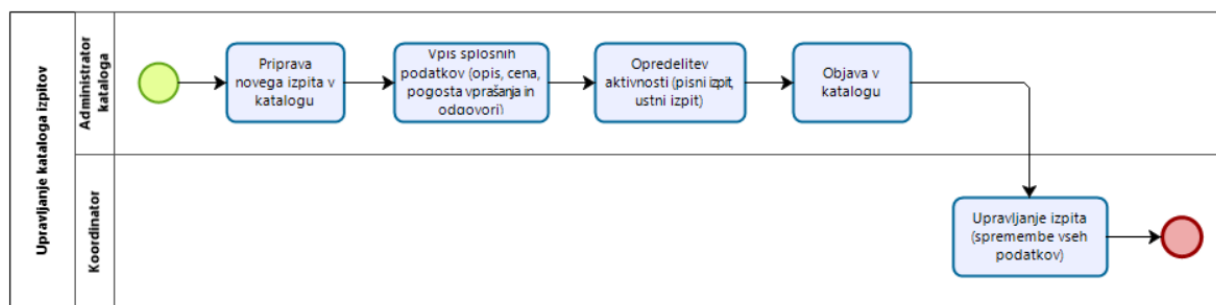 Upravljanje kataloga izpitov
Administrator
kataloga
Priprava
novega izpita v
katalogu
Vpis splošnih
podatkov (opis, cena,
pogosta vprašanja in
odgovori)
Opredelitev
aktivnosti (pisni izpit,
ustni izpit)
Objava v
katalogu
Koordinator
Upravljanje izpita
(spremembe vseh
podatkov)